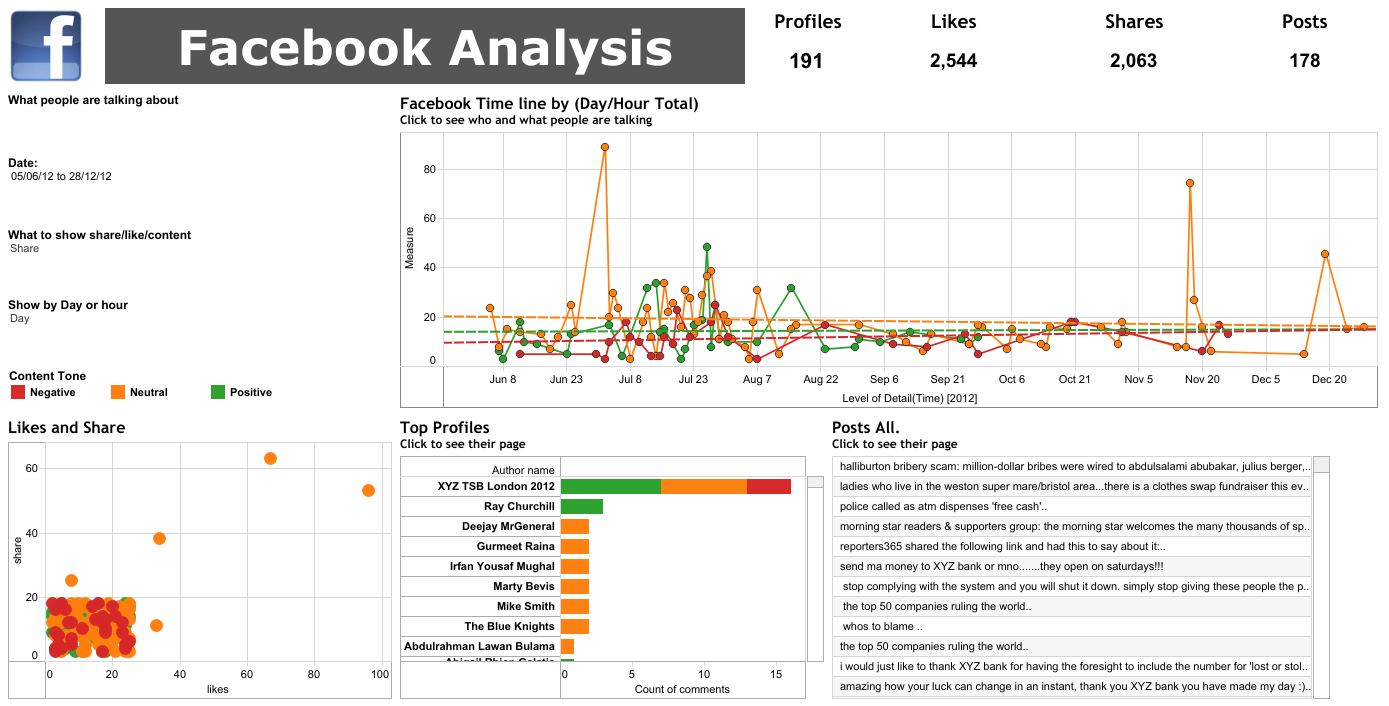 f
Facebook Analysis
Profiles Likes Shares Posts
191 2,544 2,063 178
What people are talking about
Date:
05/06/12 to 28/12/12
What to show share/like/content
Share
Show by Day or hour
Day
Content Tone
Negative Neutral Positive
Facebook Time line by (Day/Hour Total)
Click to see who and what people are talking
Measure
80
60
40
20
0
Jun 8 Jun 23 Jul 8 Jul 23 Aug 7 Aug 22 Sep 6 Sep 21 Oct 6 Oct 21 Nov 5 Nov 20 Dec 5 Dec 20
Level of Detail(Time) [2012]
Likes and Share
share
60
40
20
0
0 20 40 60 80 100
likes
Top Profiles
Click to see their page
Author name
XYZ TSB London 2012
Ray Churchill
Deejay MrGeneral
Gurmeet Raina
Irfan Yousaf Mughal
Marty Bevis
Mike Smith
The Blue Knights
Abdulrahman Lawan Bulama
0 5 10 15
Count of comments
Posts All.
Click to see their page
halliburton bribery scam: million-dollar bribes were wired to abdulsalami abubakar, julius berger,..
ladies who live in the weston super mare/bristol area...there is a clothes swap fundraiser this ev..
police called as atm dispenses 'free cash'..
morning star readers & supporters group: the morning star welcomes the many thousands of sp..
reporters365 shared the following link and had this to say about it:..
send ma money to XYZ bank or mno.......they open on saturdays!!!
stop complying with the system and you will shut it down. simply stop giving these people the p..
the top 50 companies ruling the world..
whos to blame ..
the top 50 companies ruling the world..
i would just like to thank XYZ bank for having the foresight to include the number for 'lost or stol..
amazing how your luck can change in an instant, thank you XYZ bank you have made my day :)..